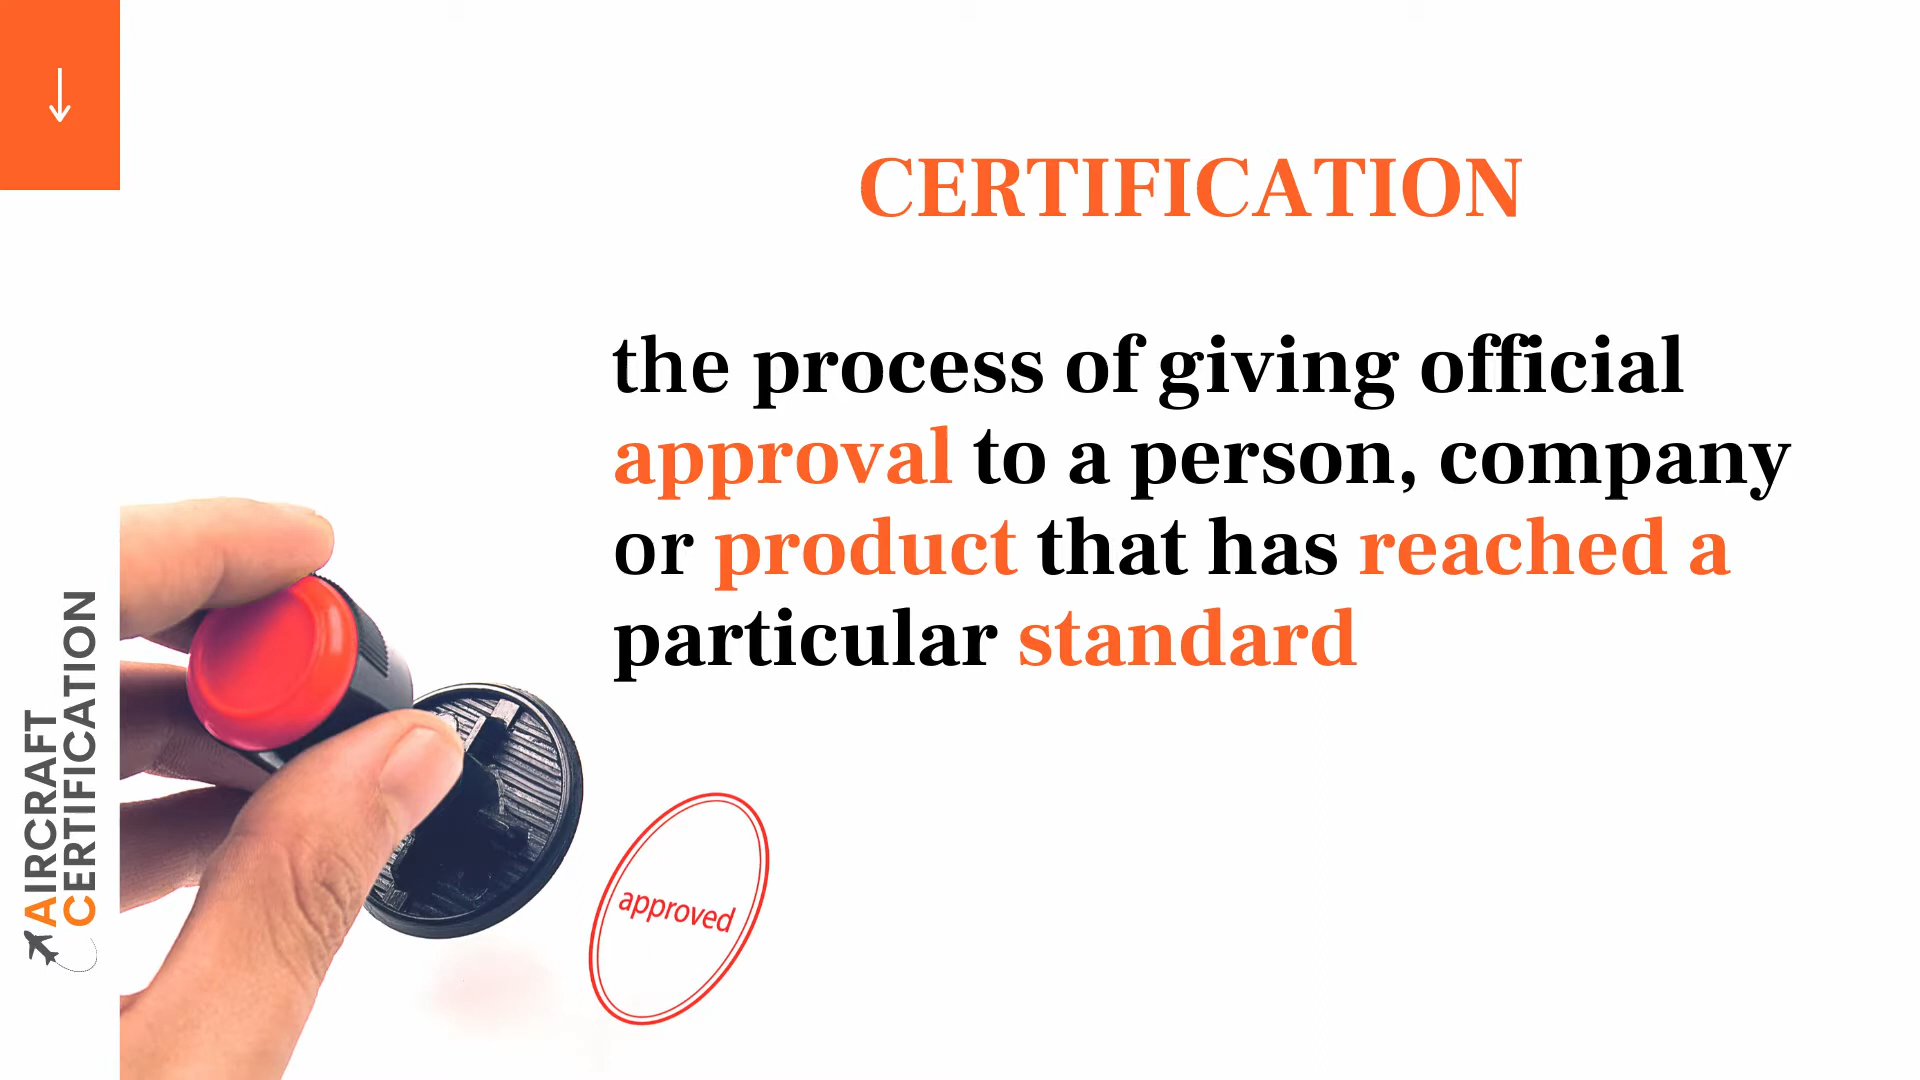 CERTIFICATION
the process of giving official
approval to a person, company
or product that has reached a
particular standard
approved
AIRCRAFT
CERTIFICATION